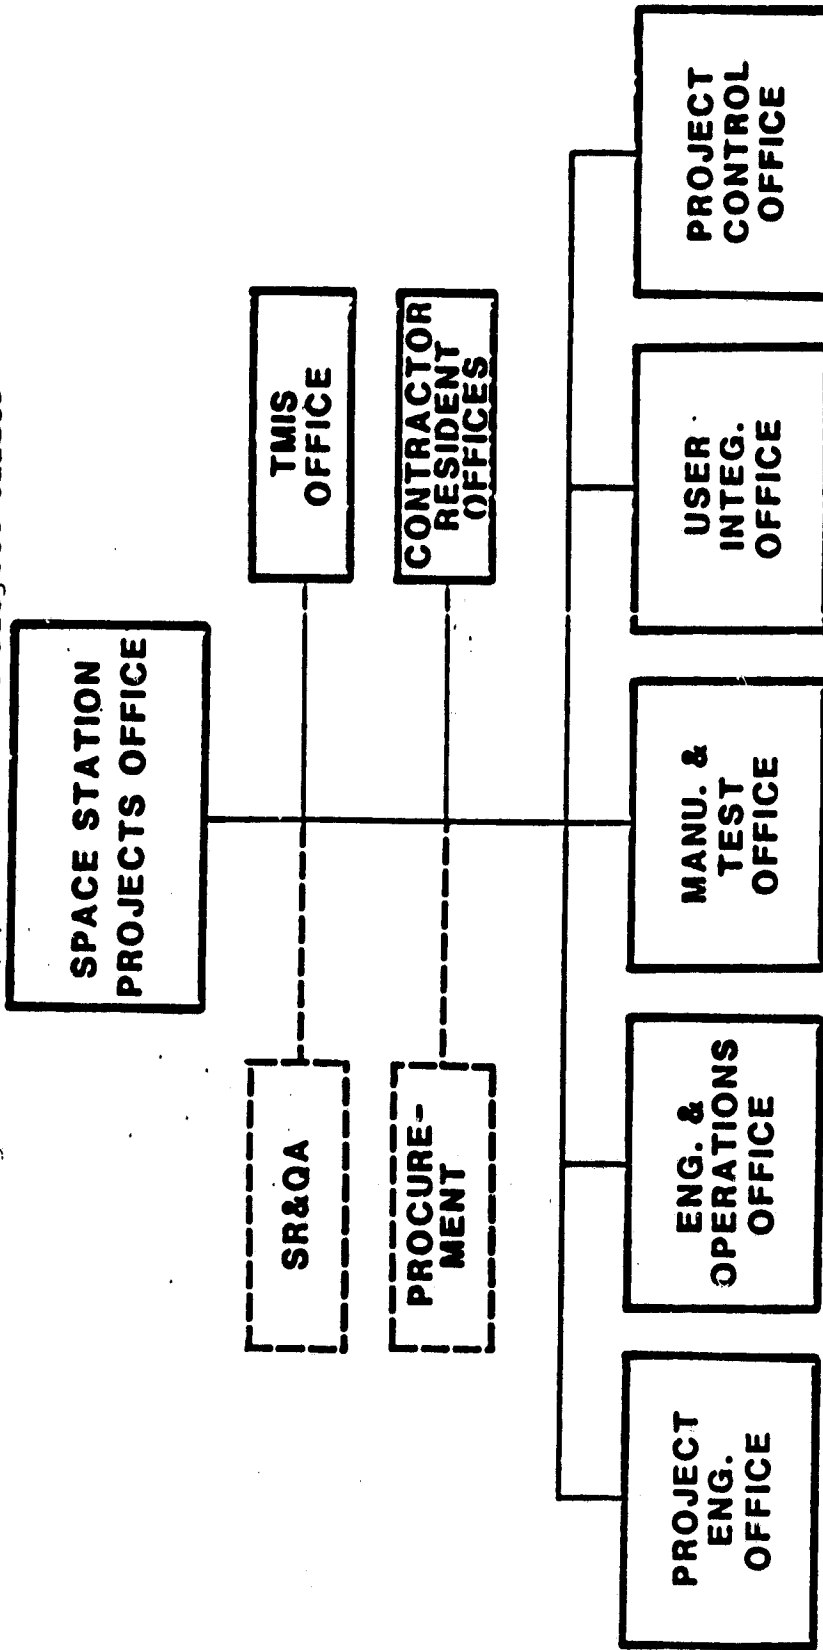 SPACE STATION
PROJECTS OFFICE
SR&QA
TMIS
OFFICE
PROCURE-
MENT
CONTRACTOR
RESIDENT
OFFICES
PROJECT
ENG.
OFFICE
ENG. &
OPERATIONS
OFFICE
MANU. &
TEST
OFFICE
USER
INTEG.
OFFICE
PROJECT
CONTROL
OFFICE